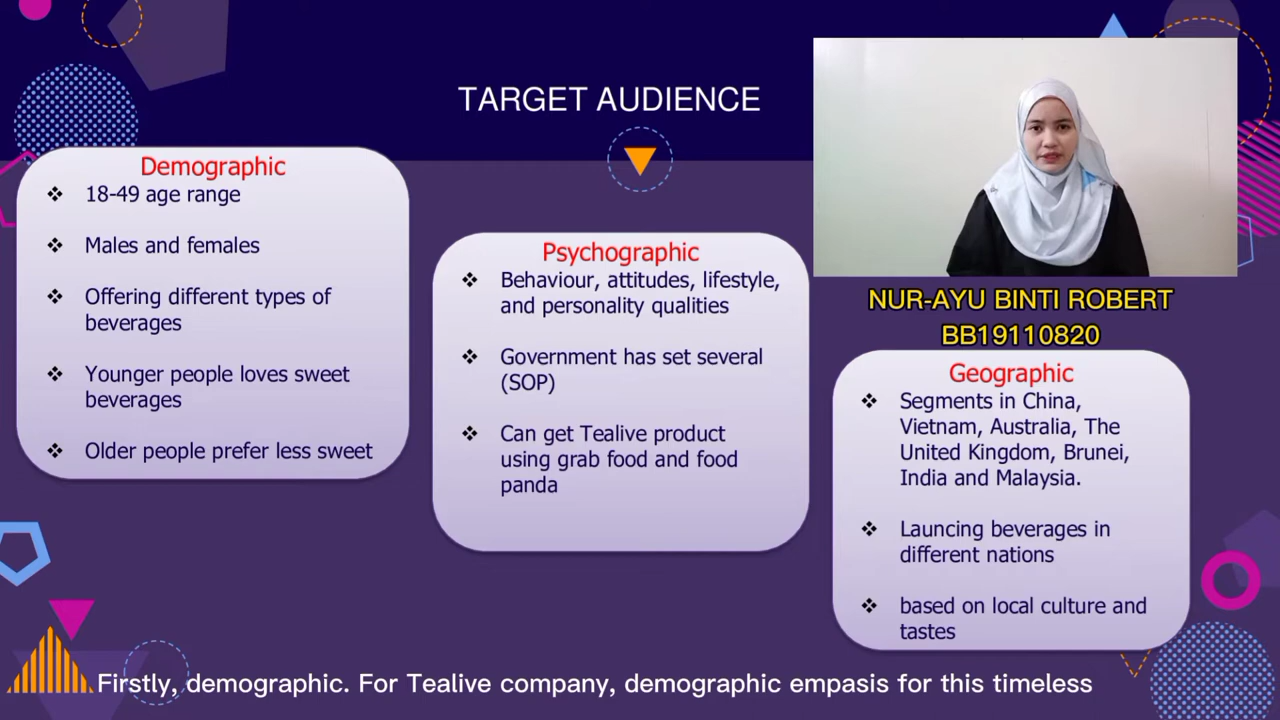 TARGET AUDIENCE
Demographic
❖ 18-49 age range
❖ Males and females
❖ Offering different types of
beverages
❖ Younger people loves sweet
beverages
❖ Older people prefer less sweet
Psychographic
❖ Behaviour, attitudes, lifestyle,
and personality qualities
❖ Government has set several
(SOP)
❖ Can get Tealive product
using grab food and food
panda
NUR-AYU BINTI ROBERT
BB19110820
Geographic
❖ Segments in China,
Vietnam, Australia, The
United Kingdom, Brunei,
India and Malaysia.
❖ Launcing beverages in
different nations
❖ based on local culture and
tastes
Firstly, demographic. For Tealive company, demographic empasis for this timeless